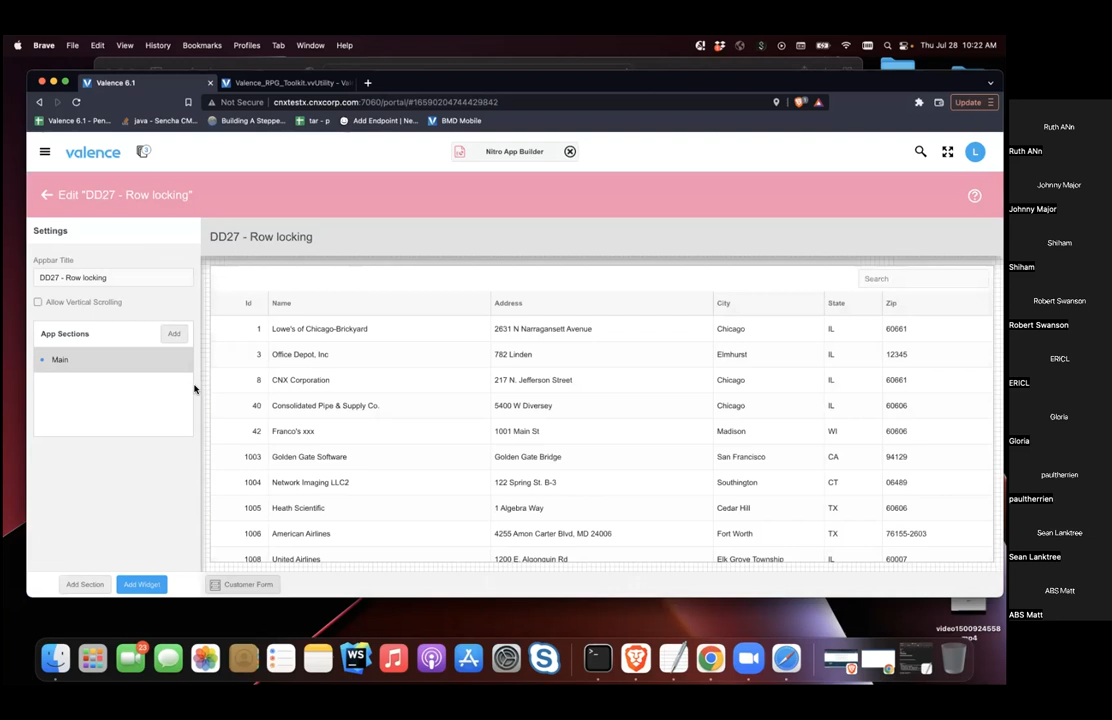 Brave File Edit View History Bookmarks Profiles Tab Window Help
Thu Jul 28 10:22 AM
Valence 6.1
Valence_RPG_Toolkit.vvUtility - Val
Not Secure cnxtestx.cnxcorp.com:7060/portal/#16590204744429842
Update
Valence 6.1 - Pen...
java - Sencha CM...
Building A Steppe...
tar - p
Add Endpoint | Ne...
BMD Mobile
valence
Nitro App Builder
L
Edit "DD27 - Row locking"
Settings
DD27 - Row locking
Appbar Title
DD27 - Row locking
Allow Vertical Scrolling
App Sections Add
Main
Search
Id Name Address City State Zip
1 Lowe's of Chicago-Brickyard 2631 N Narragansett Avenue Chicago IL 60661
3 Office Depot, Inc 782 Linden Elmhurst IL 12345
8 CNX Corporation 217 N. Jefferson Street Chicago IL 60661
40 Consolidated Pipe & Supply Co. 5400 W Diversey Chicago IL 60606
42 Franco's xxx 1001 Main St Madison WI 60606
1003 Golden Gate Software Golden Gate Bridge San Francisco CA 94129
1004 Network Imaging LLC2 122 Spring St. B-3 Southington CT 06489
1005 Heath Scientific 1 Algebra Way Cedar Hill TX 60606
1006 American Airlines 4255 Amon Carter Blvd, MD 24006 Fort Worth TX 76155-2603
1008 United Airlines 1200 E. Algonquin Rd Elk Grove Township IL 60007
Add Section Add Widget
Customer Form
video1500924558
mp4
23
WS
Ruth ANn
Ruth ANn
Johnny Major
Johnny Major
Shiham
Shiham
Robert Swanson
Robert Swanson
ERICL
ERICL
Gloria
Gloria
paultherrien
paultherrien
Sean Lanktree
Sean Lanktree
ABS Matt
ABS Matt